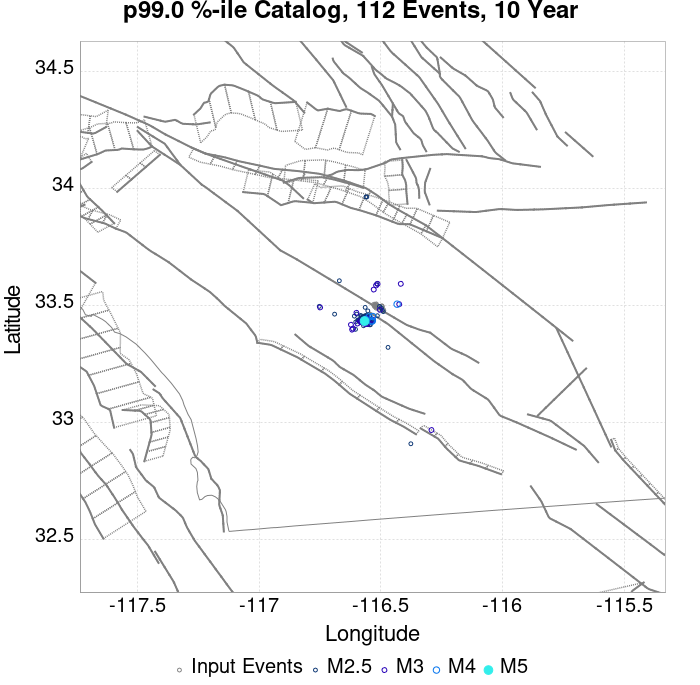 p99.0 %-ile Catalog, 112 Events, 10 Year
34.5
34
33.5
33
32.5
Latitude
-117.5 -117 -116.5 -116 -115.5
Longitude
Input Events M2.5 M3 M4 M5